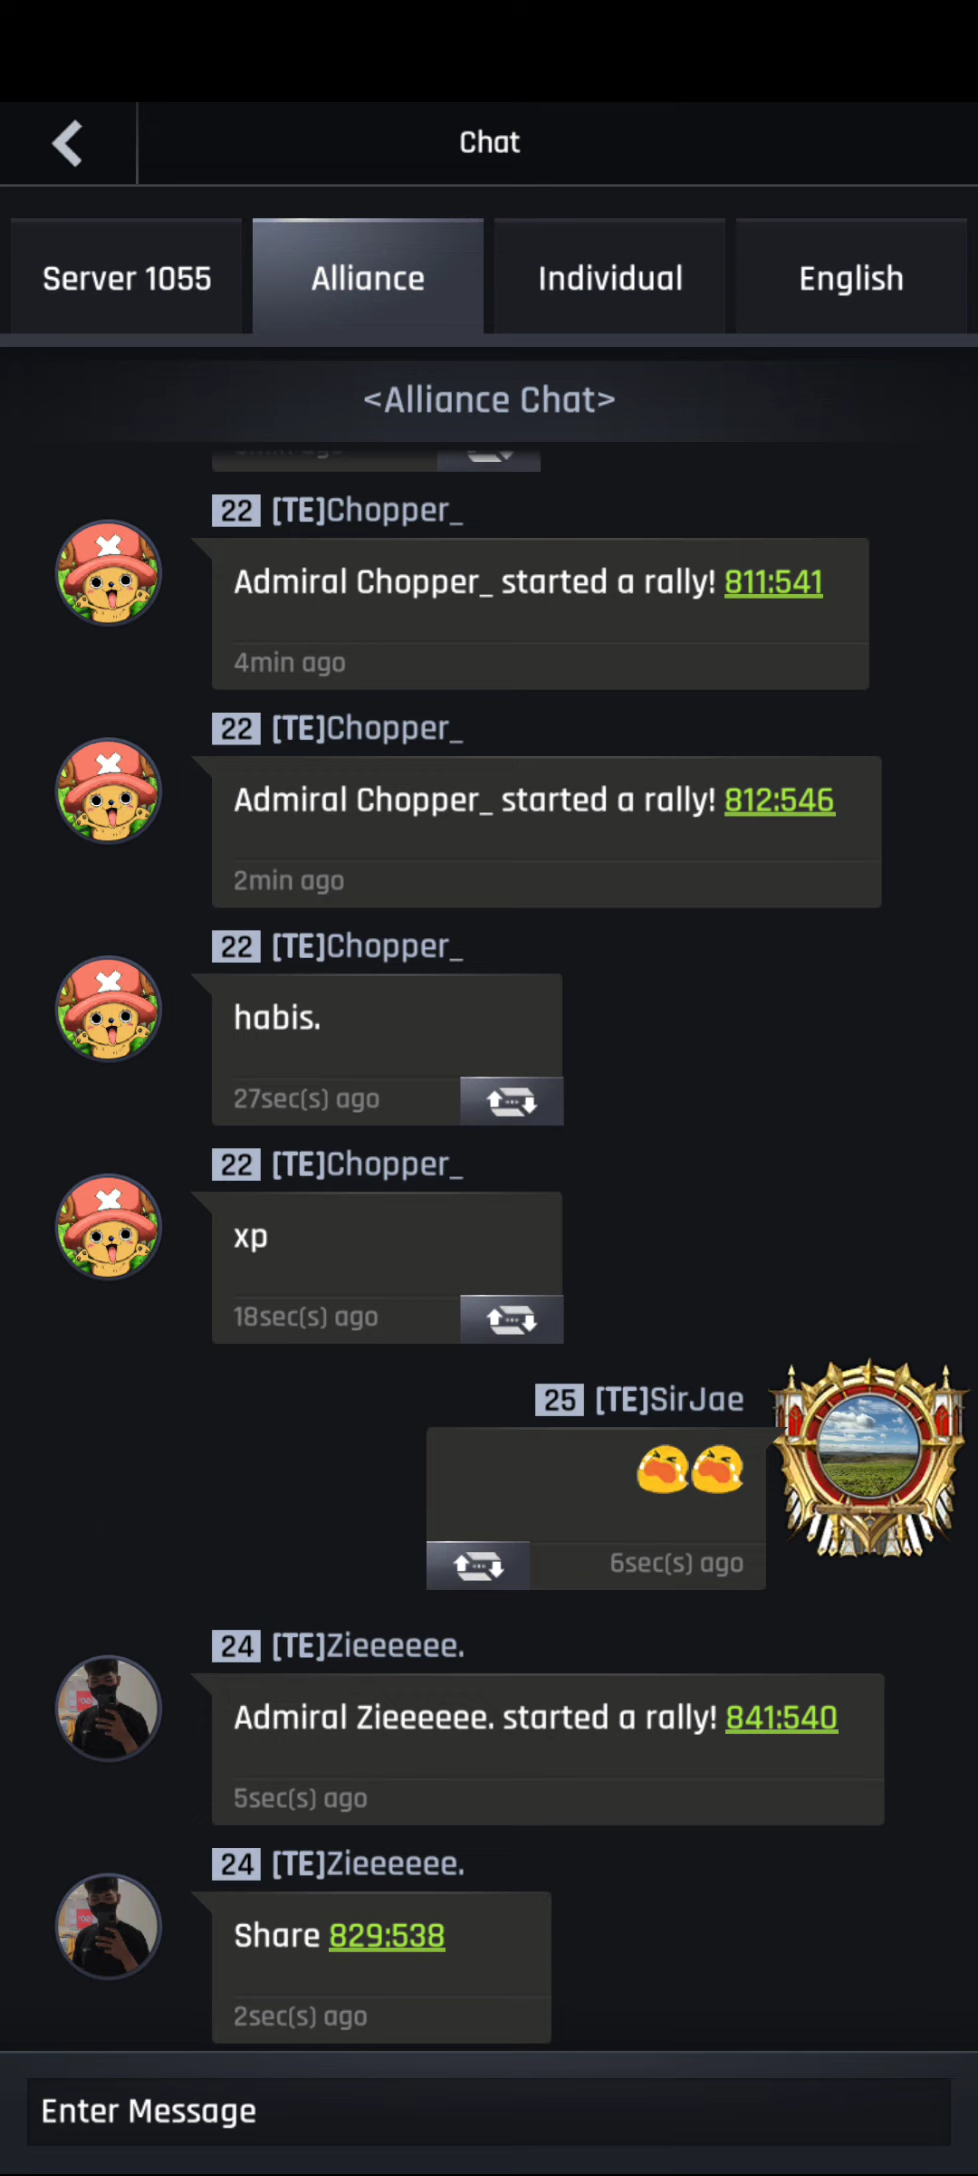 Chat
Server 1055
Alliance
Individual
English
<Alliance Chat>
22 [TE]Chopper_
Admiral Chopper_ started a rally! 811:541
4min ago
22 [TE]Chopper_
Admiral Chopper_ started a rally! 812:546
2min ago
22 [TE]Chopper_
habis.
27sec(s) ago
22 [TE]Chopper_
xp
18sec(s) ago
25 [TE]SirJae
6sec(s) ago
24 [TE]Zieeeeee.
Admiral Zieeeeee. started a rally! 841:540
5sec(s) ago
24 [TE]Zieeeeee.
Share 829:538
2sec(s) ago
Enter Message